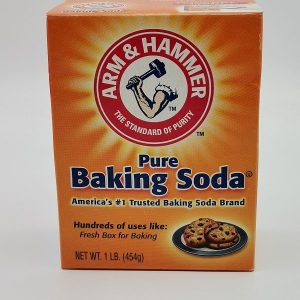 ARM & HAMMER
™
THE STANDARD OF PURITY
™
Pure
Baking Soda®
America's #1 Trusted Baking Soda Brand
Hundreds of uses like:
Fresh Box for Baking
NET WT. 1 LB. (454g)